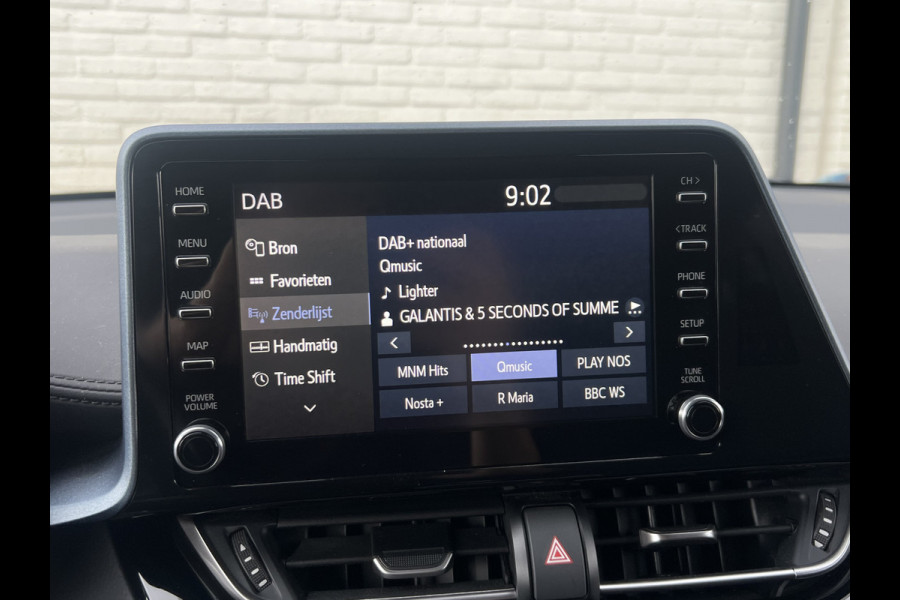 DAB
9:02
HOME
MENU
AUDIO
MAP
POWER
VOLUME
Bron
Favorieten
Zenderlijst
Handmatig
Time Shift
DAB+ nationaal
Qmusic
Lighter
GALANTIS & 5 SECONDS OF SUMME
<
>
MNM Hits
Qmusic
PLAY NOS
Nosta +
R Maria
BBC WS
CH >
< TRACK
PHONE
SETUP
TUNE
SCROLL